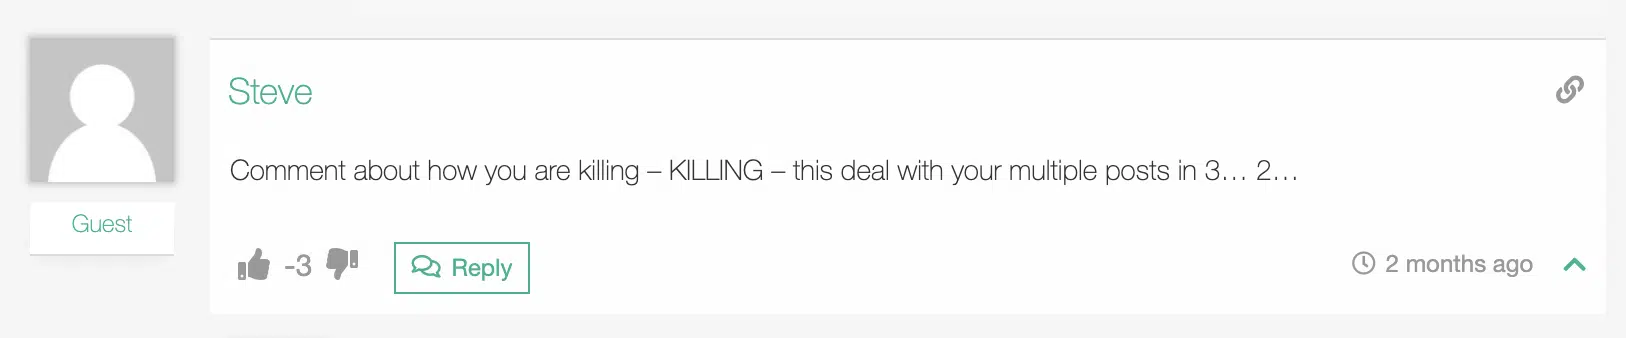 Steve
Comment about how you are killing – KILLING – this deal with your multiple posts in 3… 2…
Guest
-3
Reply
2 months ago